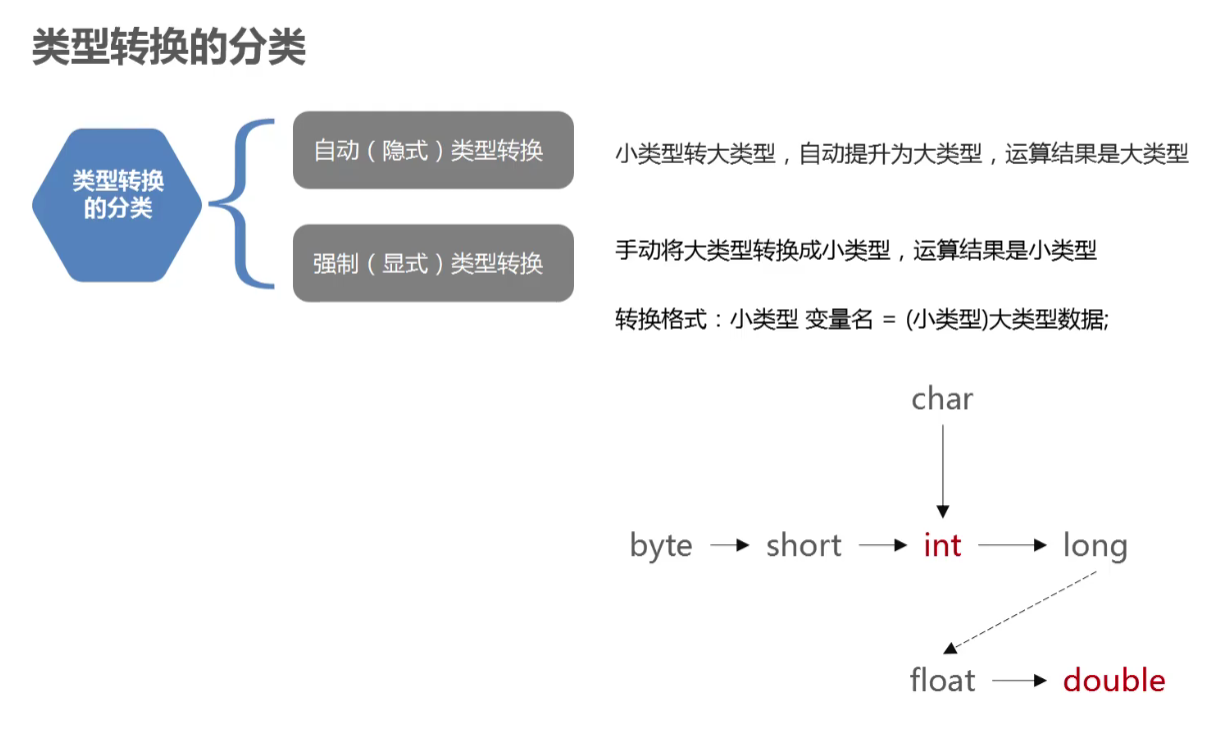 类型转换的分类
类型转换
的分类
自动（隐式）类型转换
小类型转大类型，自动提升为大类型，运算结果是大类型
强制（显式）类型转换
手动将大类型转换成小类型，运算结果是小类型
转换格式：小类型 变量名 = (小类型)大类型数据;
char
byte short int long
float double